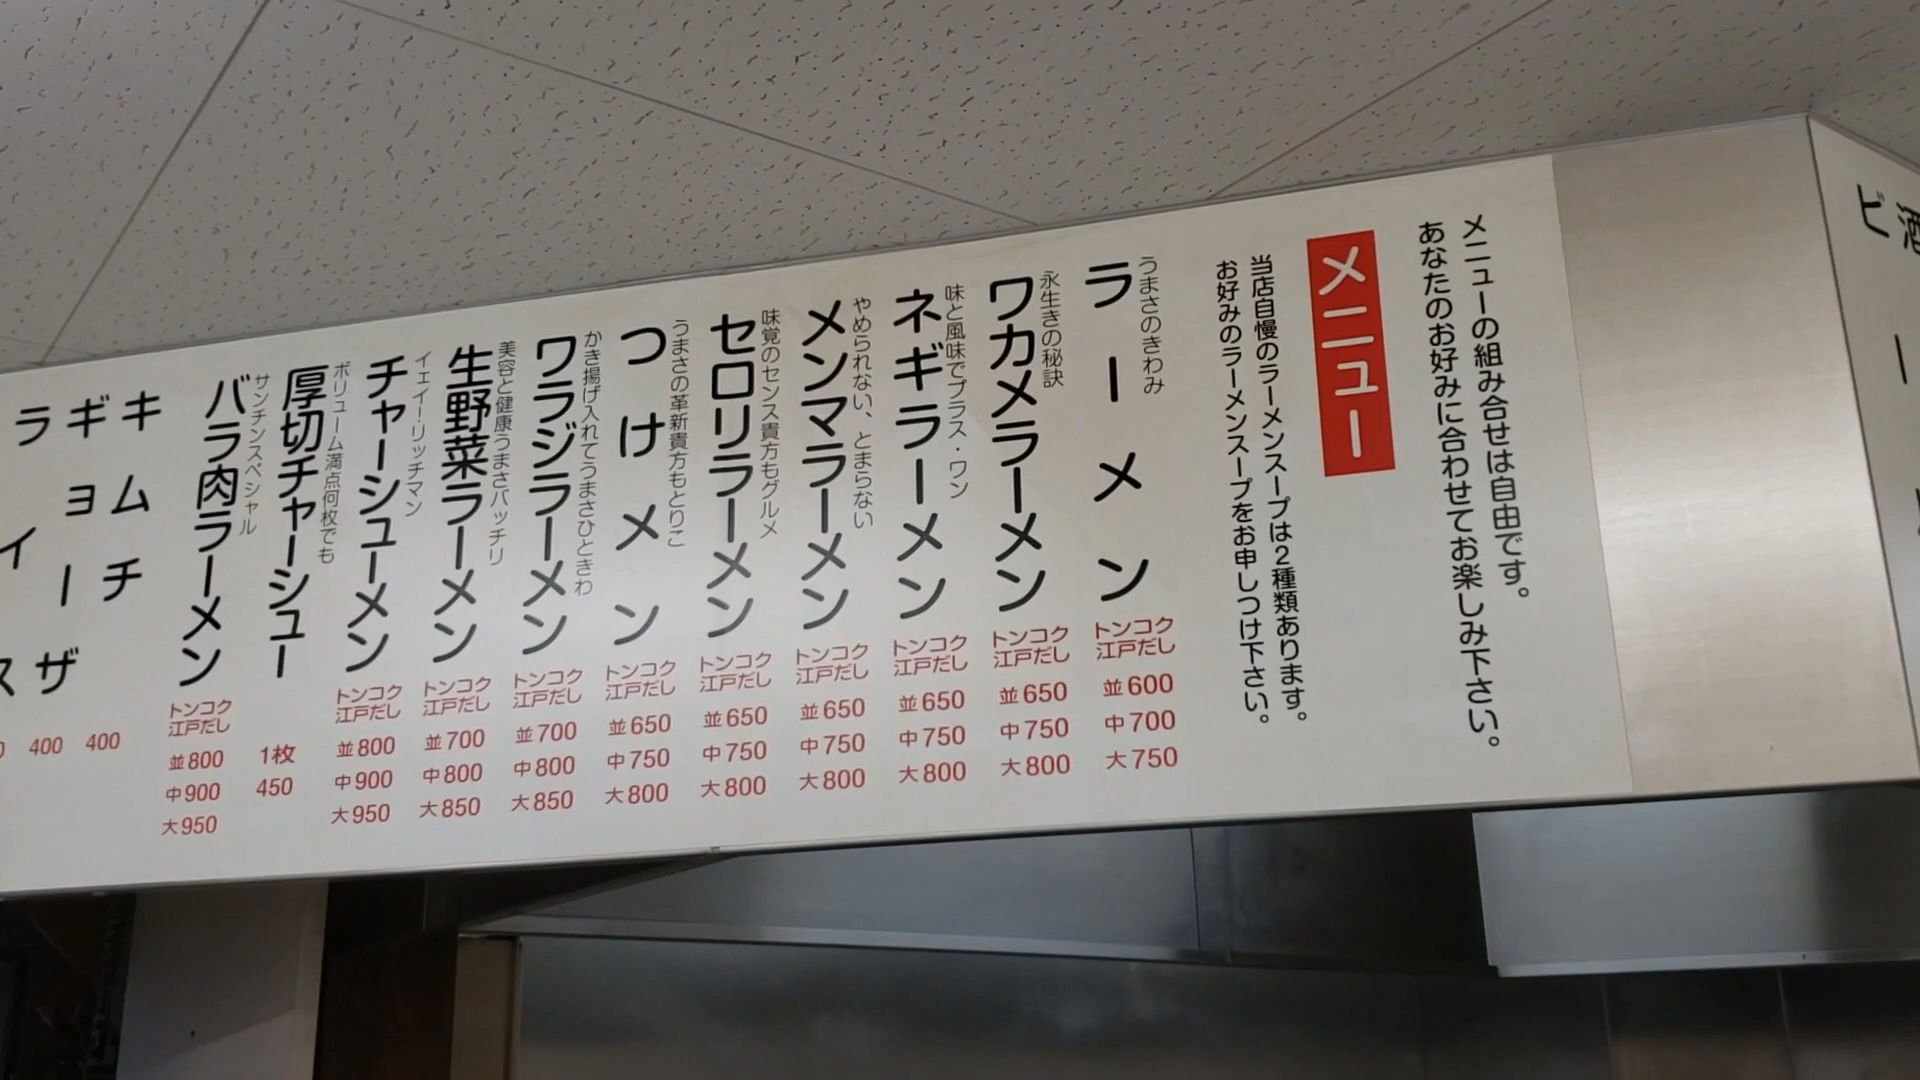 メニューの組み合せは自由です。
あなたのお好みに合わせてお楽しみ下さい。
メニュー
当店自慢のラーメンスープは2種類あります。
お好みのラーメンスープをお申しつけ下さい。
うまさのきわみ
ラーメン
トンコク
江戸だし
並600
中700
大750
永生きの秘訣
ワカメラーメン
トンコク
江戸だし
並650
中750
大800
味と風味でプラス・ワン
ネギラーメン
トンコク
江戸だし
並650
中750
大800
やめられない、とまらない
メンマラーメン
トンコク
江戸だし
並650
中750
大800
味覚のセンス貴方もグルメ
セロリラーメン
トンコク
江戸だし
並650
中750
大800
うまさの革新貴方もとりこ
つけメン
トンコク
江戸だし
並650
中750
大800
かき揚げ入れてうまさひときわ
ワラジラーメン
トンコク
江戸だし
並700
中800
大850
美容と健康うまさバッチリ
生野菜ラーメン
トンコク
江戸だし
並700
中800
大850
イェイー・リッチマン
チャーシューメン
トンコク
江戸だし
並800
中900
大950
ボリューム満点何枚でも
厚切チャーシュー
1枚
450
サンチンスペシャル
バラ肉ラーメン
トンコク
江戸だし
並800
中900
大950
キムチ
400
ギョーザ
400
ライス